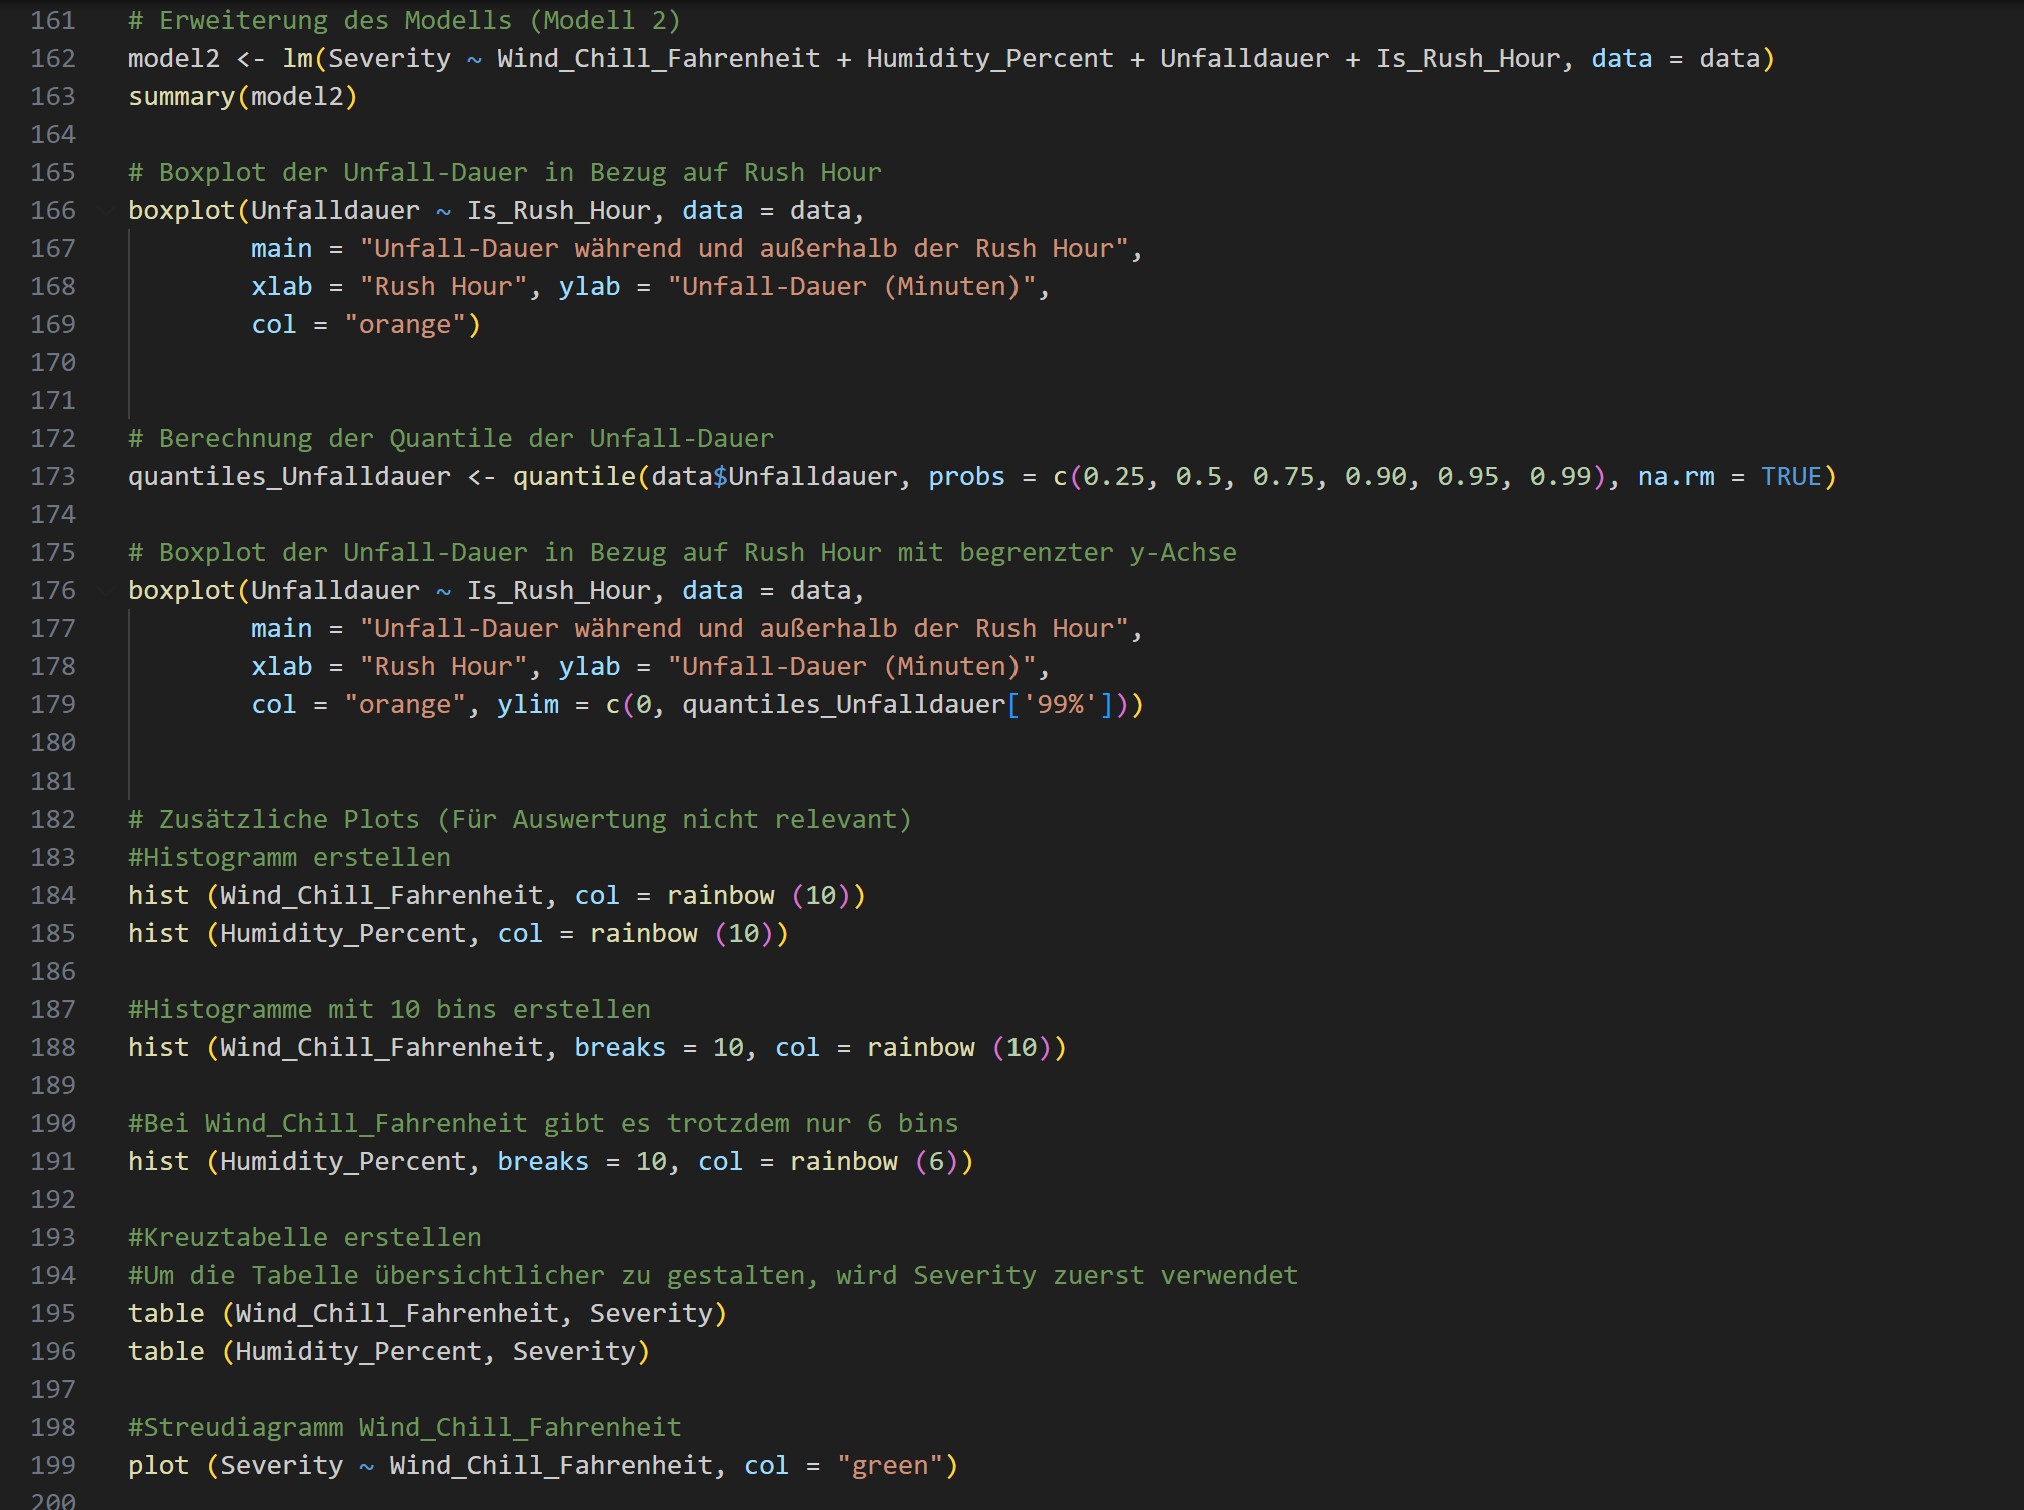 161 # Erweiterung des Modells (Modell 2)
162 model2 <- lm(Severity ~ Wind_Chill_Fahrenheit + Humidity_Percent + Unfalldauer + Is_Rush_Hour, data = data)
163 summary(model2)
164
165 # Boxplot der Unfall-Dauer in Bezug auf Rush Hour
166 boxplot(Unfalldauer ~ Is_Rush_Hour, data = data,
167 main = "Unfall-Dauer während und außerhalb der Rush Hour",
168 xlab = "Rush Hour", ylab = "Unfall-Dauer (Minuten)",
169 col = "orange")
170
171
172 # Berechnung der Quantile der Unfall-Dauer
173 quantiles_Unfalldauer <- quantile(data$Unfalldauer, probs = c(0.25, 0.5, 0.75, 0.90, 0.95, 0.99), na.rm = TRUE)
174
175 # Boxplot der Unfall-Dauer in Bezug auf Rush Hour mit begrenzter y-Achse
176 boxplot(Unfalldauer ~ Is_Rush_Hour, data = data,
177 main = "Unfall-Dauer während und außerhalb der Rush Hour",
178 xlab = "Rush Hour", ylab = "Unfall-Dauer (Minuten)",
179 col = "orange", ylim = c(0, quantiles_Unfalldauer['99%']))
180
181
182 # Zusätzliche Plots (Für Auswertung nicht relevant)
183 #Histogramm erstellen
184 hist (Wind_Chill_Fahrenheit, col = rainbow (10))
185 hist (Humidity_Percent, col = rainbow (10))
186
187 #Histogramme mit 10 bins erstellen
188 hist (Wind_Chill_Fahrenheit, breaks = 10, col = rainbow (10))
189
190 #Bei Wind_Chill_Fahrenheit gibt es trotzdem nur 6 bins
191 hist (Humidity_Percent, breaks = 10, col = rainbow (6))
192
193 #Kreuztabelle erstellen
194 #Um die Tabelle übersichtlicher zu gestalten, wird Severity zuerst verwendet
195 table (Wind_Chill_Fahrenheit, Severity)
196 table (Humidity_Percent, Severity)
197
198 #Streudiagramm Wind_Chill_Fahrenheit
199 plot (Severity ~ Wind_Chill_Fahrenheit, col = "green")
200